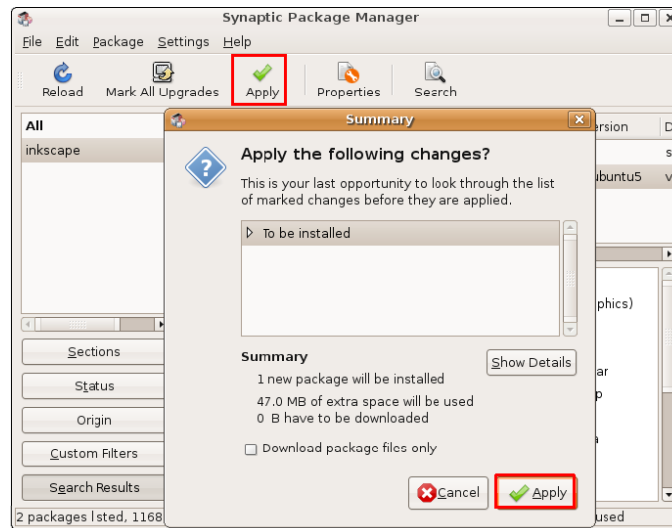 Synaptic Package Manager
File Edit Package Settings Help
Reload Mark All Upgrades Apply Properties Search
All
inkscape
Sections
Status
Origin
Custom Filters
Search Results
2 packages listed, 1168
Summary
Apply the following changes?
This is your last opportunity to look through the list
of marked changes before they are applied.
To be installed
Summary
Show Details
1 new package will be installed
47.0 MB of extra space will be used
0 B have to be downloaded
Download package files only
Cancel Apply
ersion D
s
ubuntu5 v
phics)
ar
p
a
used